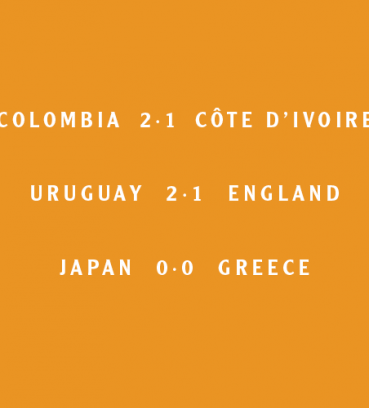 COLOMBIA 2·1 CÔTE D’IVOIRE
URUGUAY 2·1 ENGLAND
JAPAN 0·0 GREECE